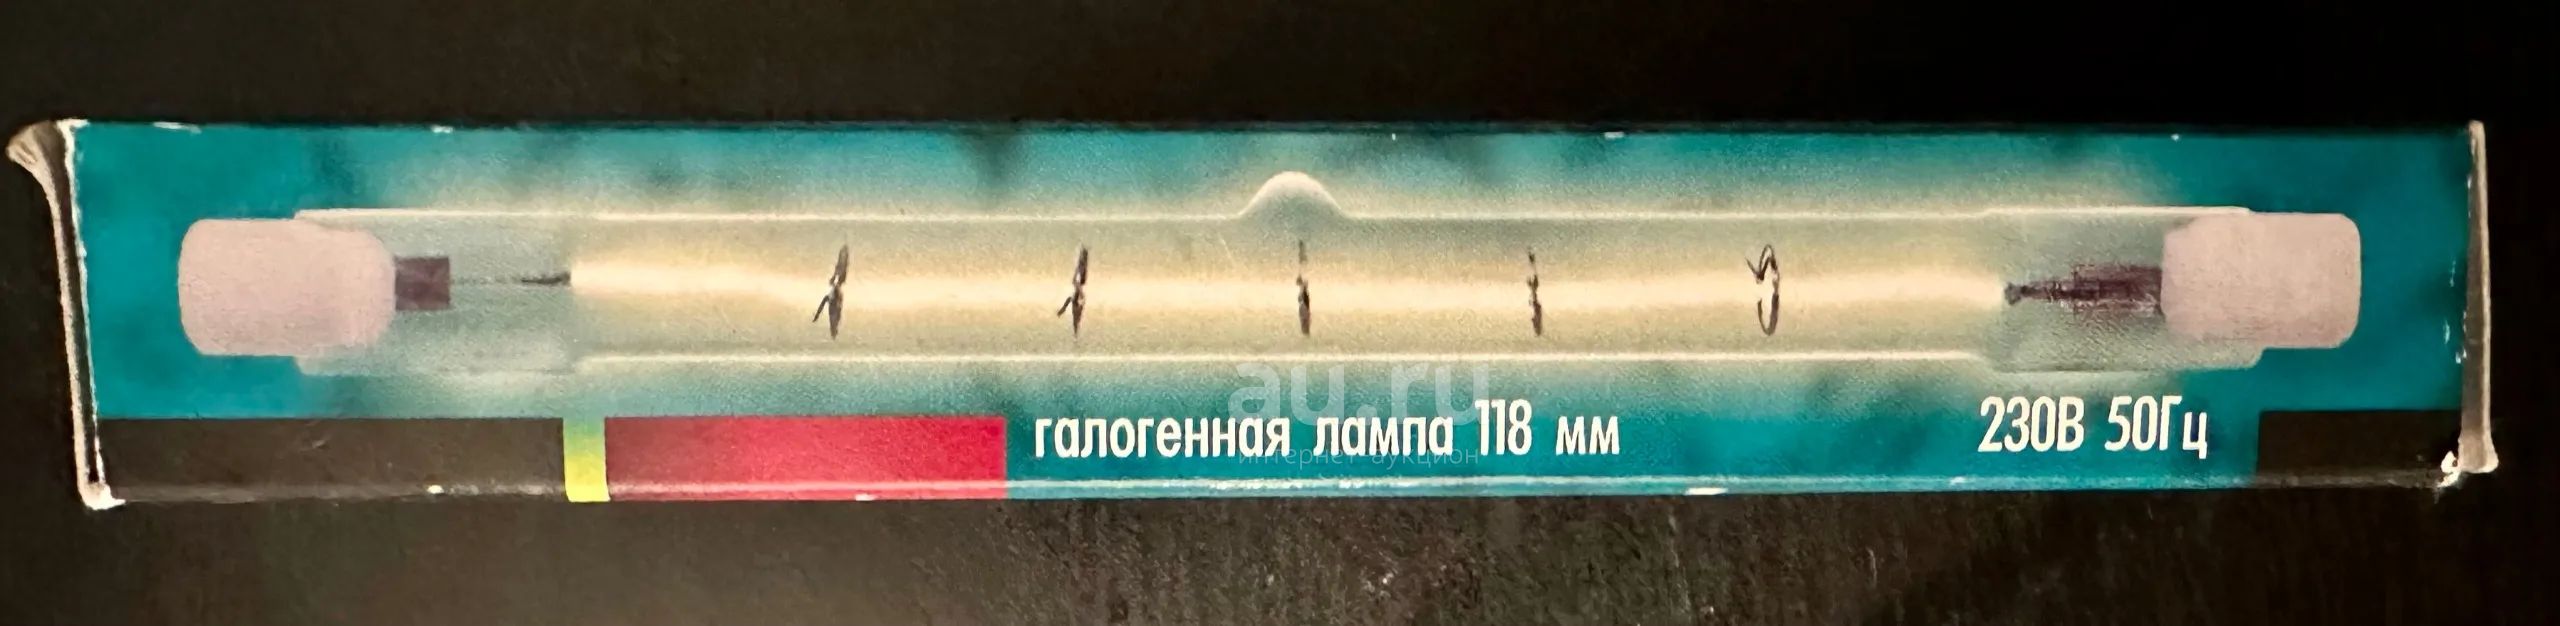 au.ru
галогенная лампа 118 мм
230В 50Гц
интернет-аукцион